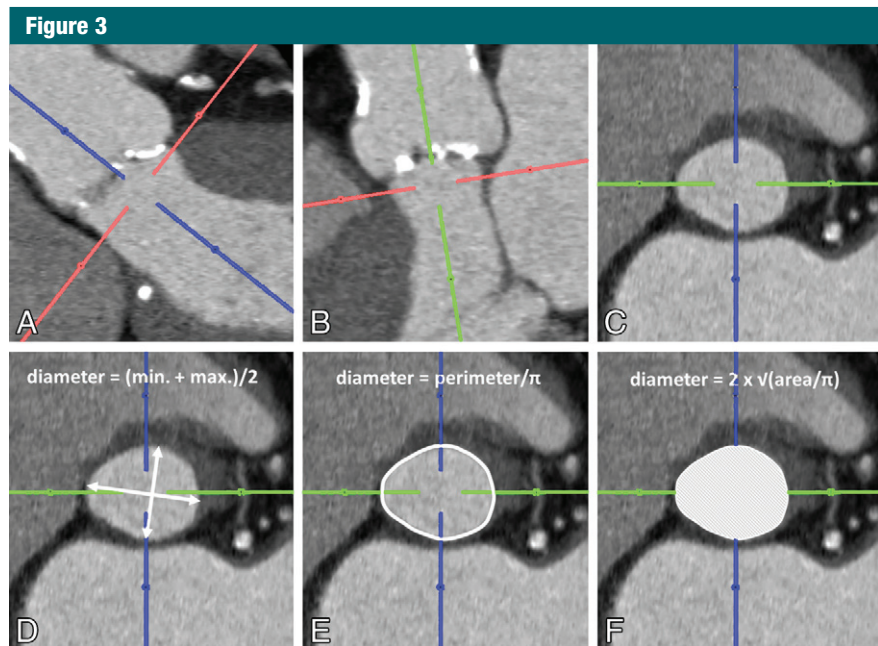 Figure 3
A
B
C
diameter = (min. + max.)/2
diameter = perimeter/π
diameter = 2 x √(area/π)
D
E
F